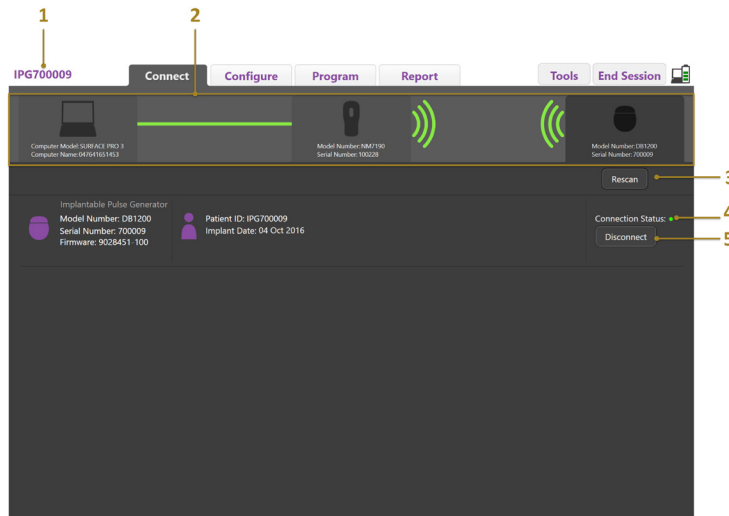 1
2
IPG700009
Connect
Configure
Program
Report
Tools
End Session
Computer Model:SURFACE PRO 3
Computer Name:047641651453
Model Number:NM7190
Serial Number:100228
Model Number:DB1200
Serial Number:700009
Rescan
3
Implantable Pulse Generator
Model Number: DB1200
Serial Number: 700009
Firmware: 9028451-100
Patient ID: IPG700009
Implant Date: 04 Oct 2016
Connection Status:
4
Disconnect
5